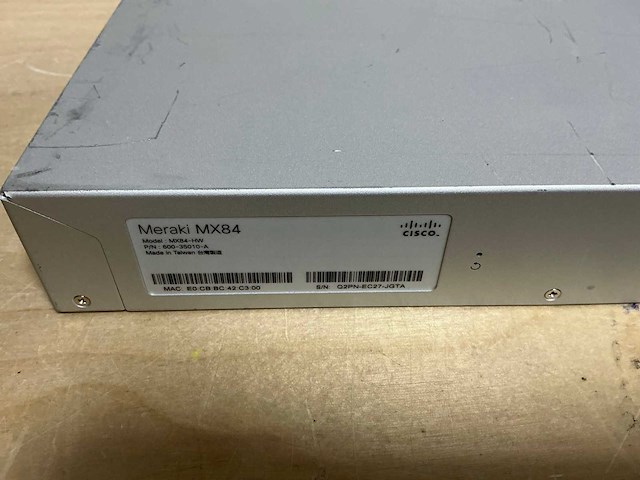 Meraki MX84
CISCO.
Model : MX84-HW
P/N : 600-35010-A
Made in Taiwan 台灣製造
MAC: E0:CB:BC:42:C3:00
S/N: Q2PN-EC27-JGTA